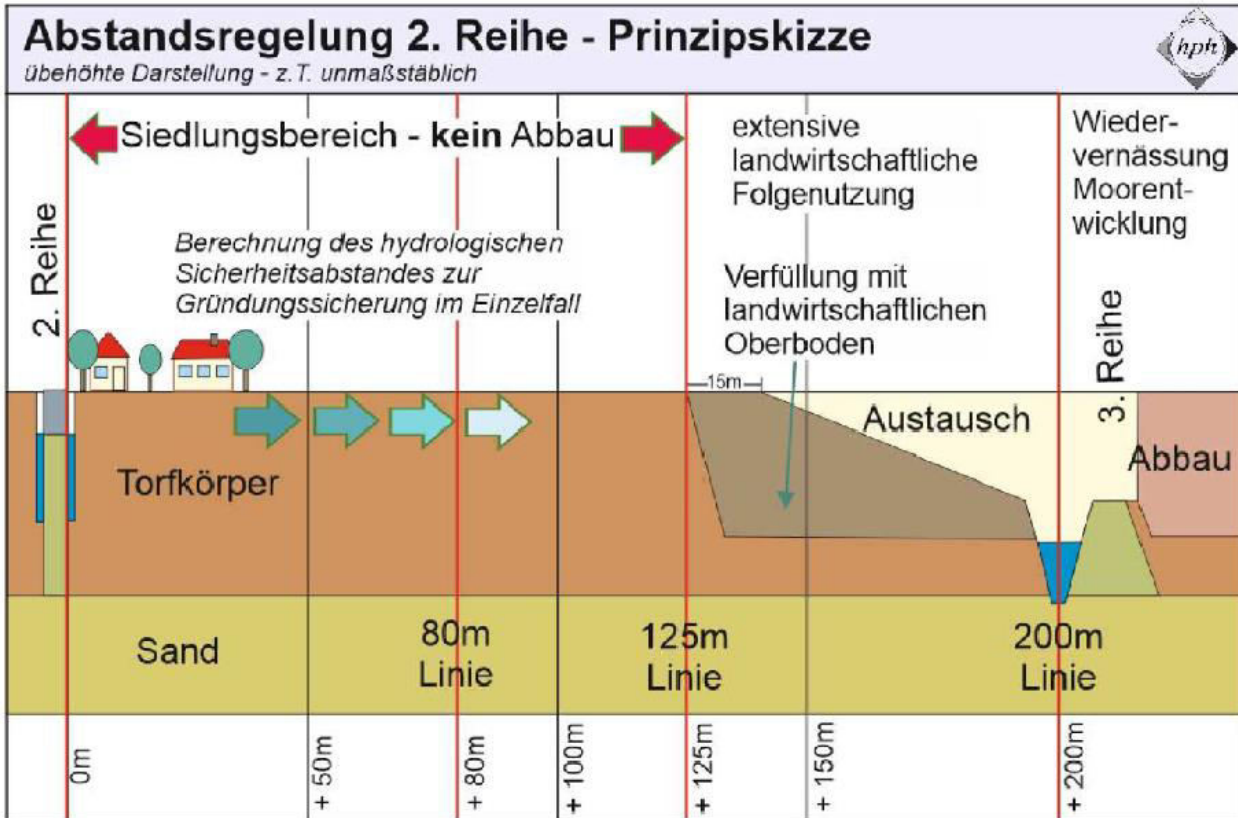 Abstandsregelung 2. Reihe - Prinzipskizze
übehöhte Darstellung - z.T. unmaßstäblich
hph
Siedlungsbereich - kein Abbau
extensive
landwirtschaftliche
Folgenutzung
Wieder-
vernässung
Moorent-
wicklung
2. Reihe
Berechnung des hydrologischen
Sicherheitsabstandes zur
Gründungssicherung im Einzelfall
Verfüllung mit
landwirtschaftlichen
Oberboden
3. Reihe
15m
Austausch
Torfkörper
Abbau
Sand
80m
Linie
125m
Linie
200m
Linie
0m
+ 50m
+ 80m
+ 100m
+ 125m
+ 150m
+ 200m